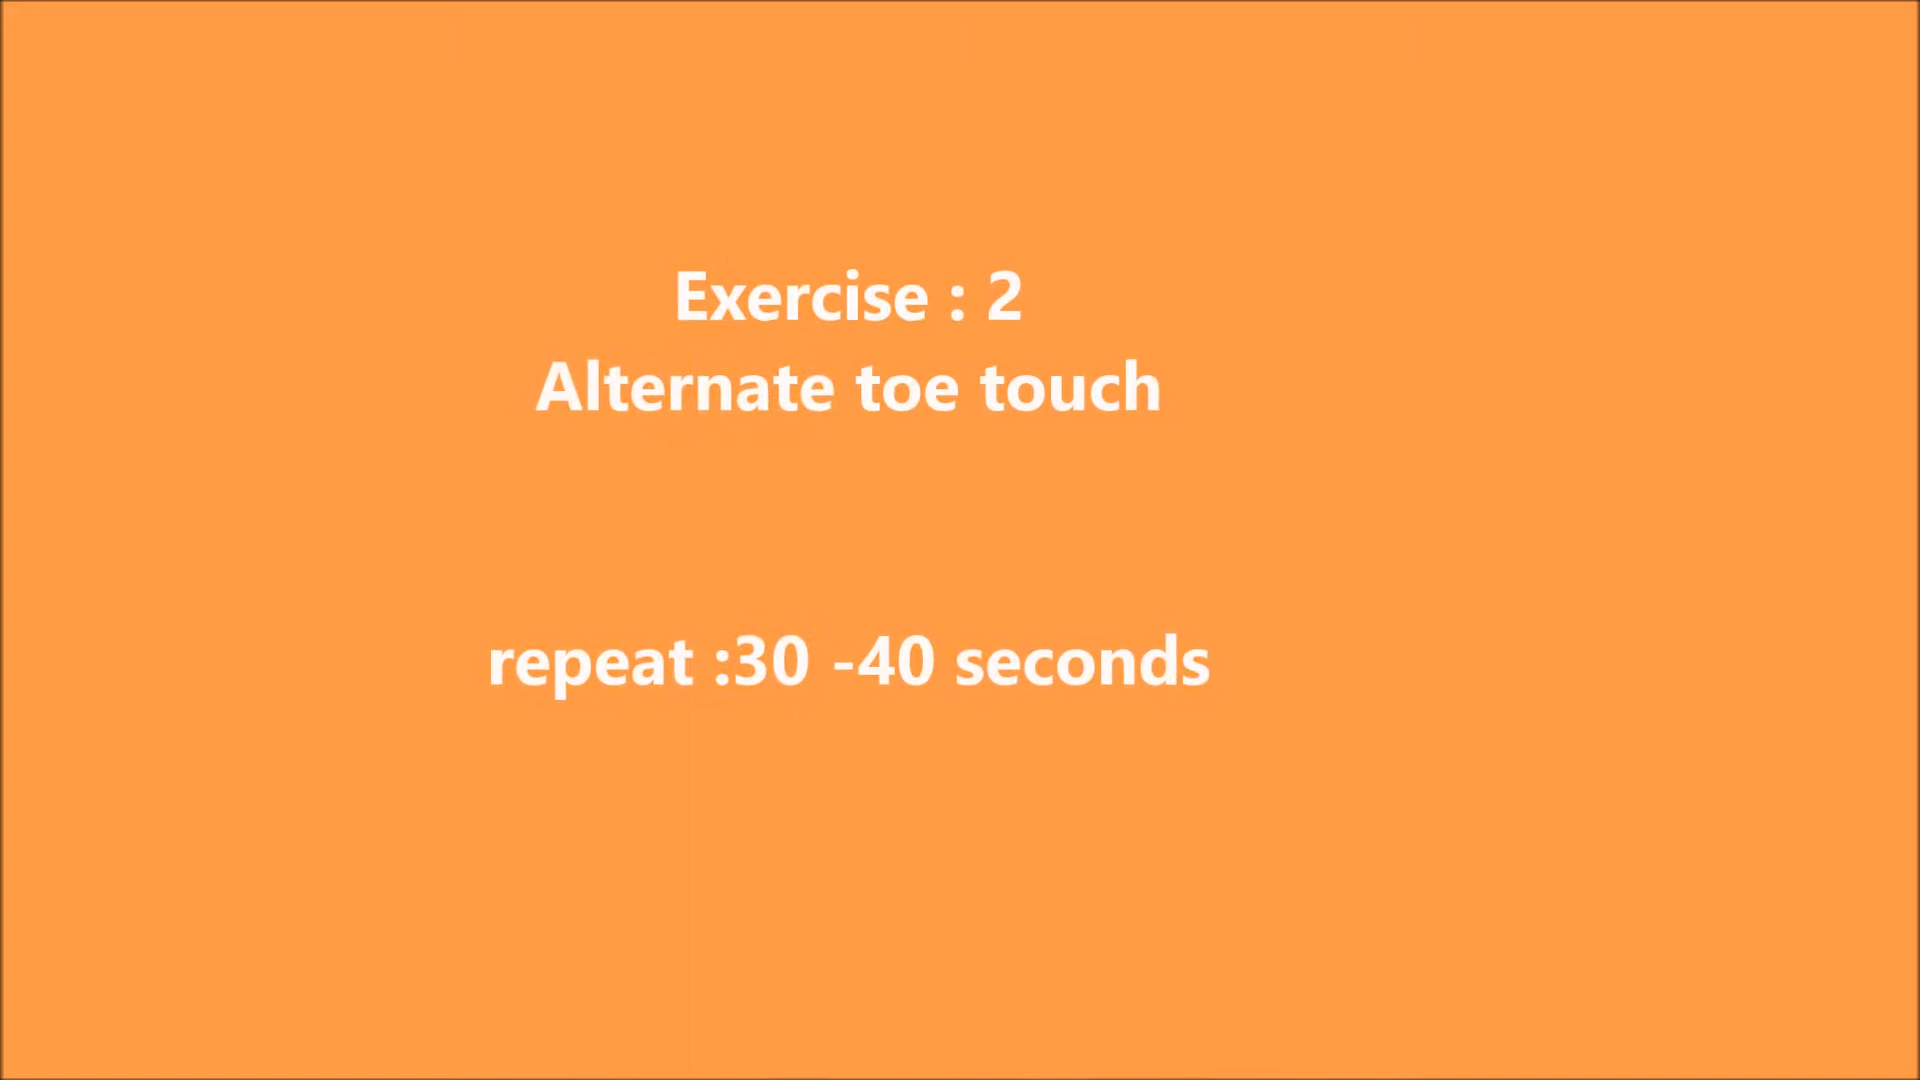 Exercise : 2
Alternate toe touch
repeat :30 -40 seconds